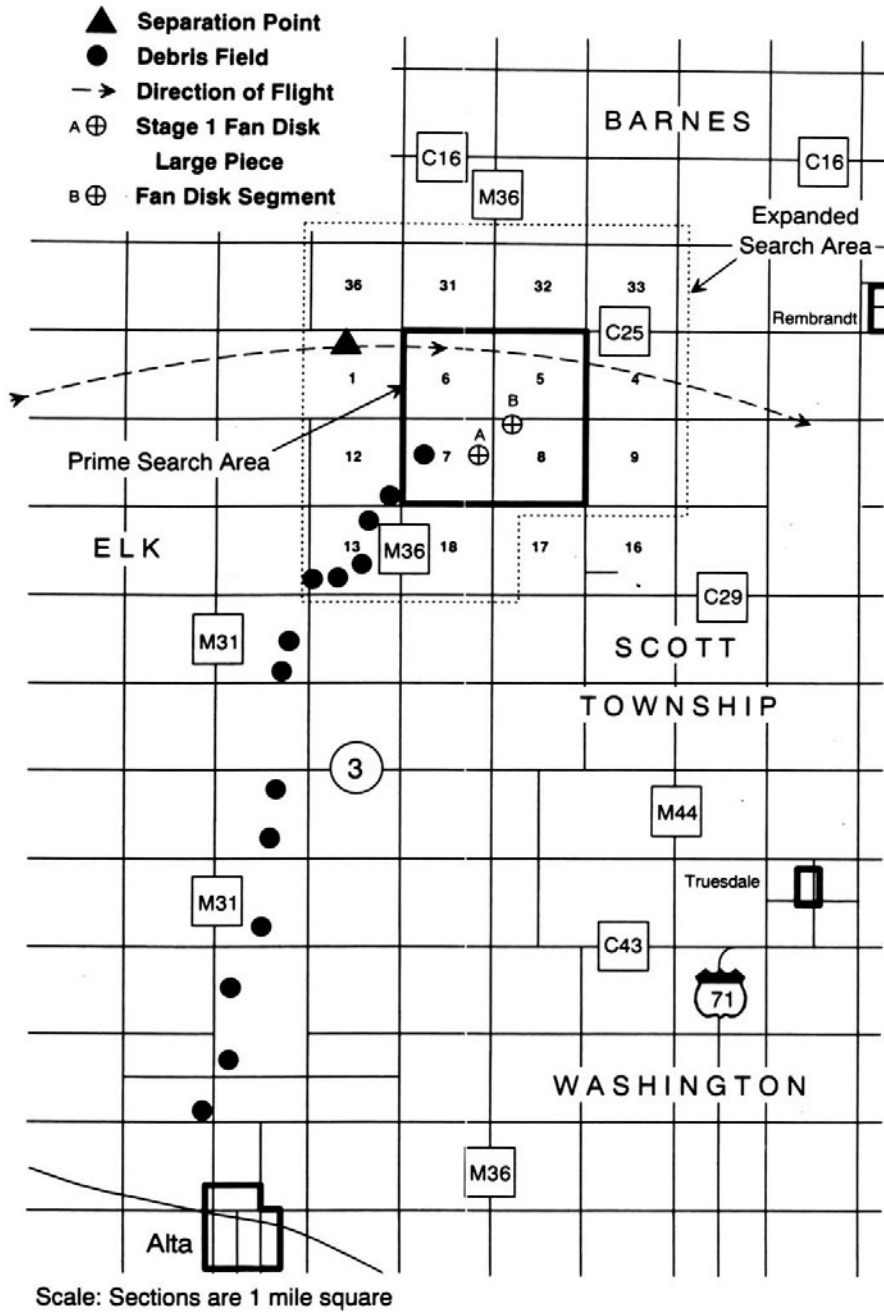 Separation Point
Debris Field
Direction of Flight
A Stage 1 Fan Disk
Large Piece
B Fan Disk Segment
BARNES
C16
C16
M36
Expanded
Search Area
36
31
32
33
Rembrandt
C25
1
6
5
4
B
A
Prime Search Area
12
7
8
9
ELK
13
M36
18
17
16
C29
M31
SCOTT
TOWNSHIP
3
M44
M31
Truesdale
C43
71
WASHINGTON
M36
Alta
Scale: Sections are 1 mile square